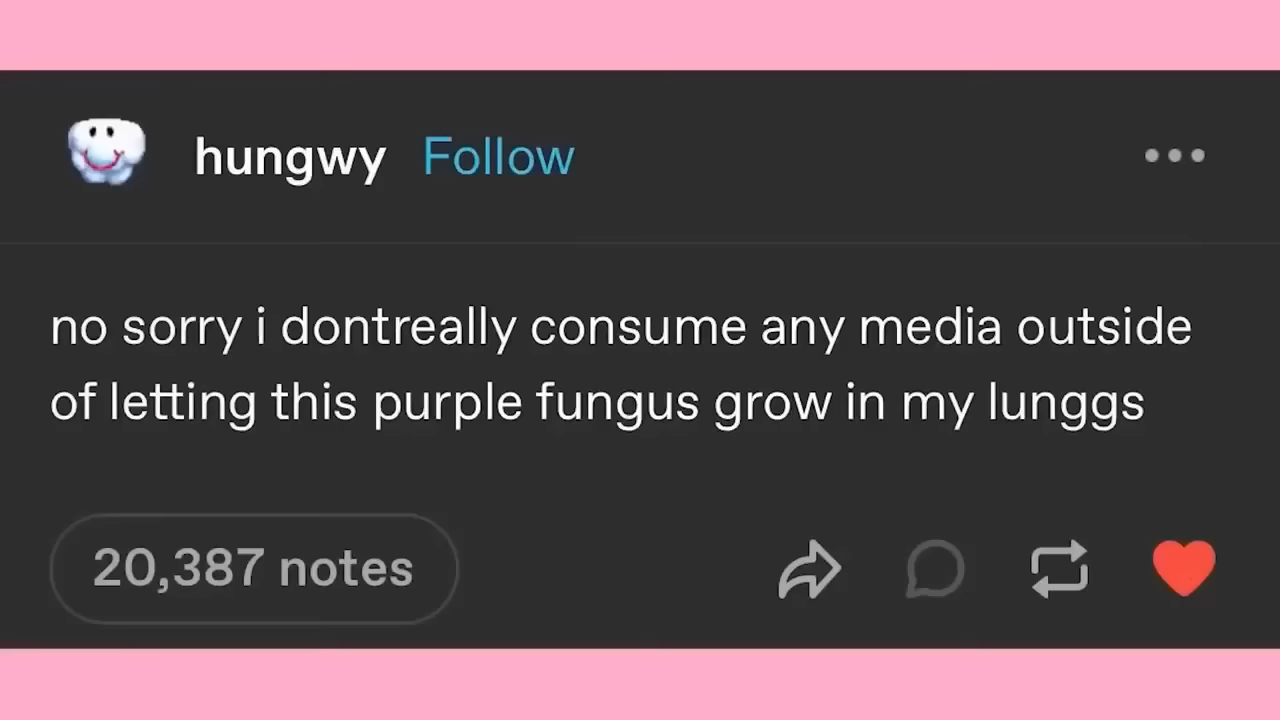 hungwy Follow
no sorry i dontreally consume any media outside
of letting this purple fungus grow in my lunggs
20,387 notes